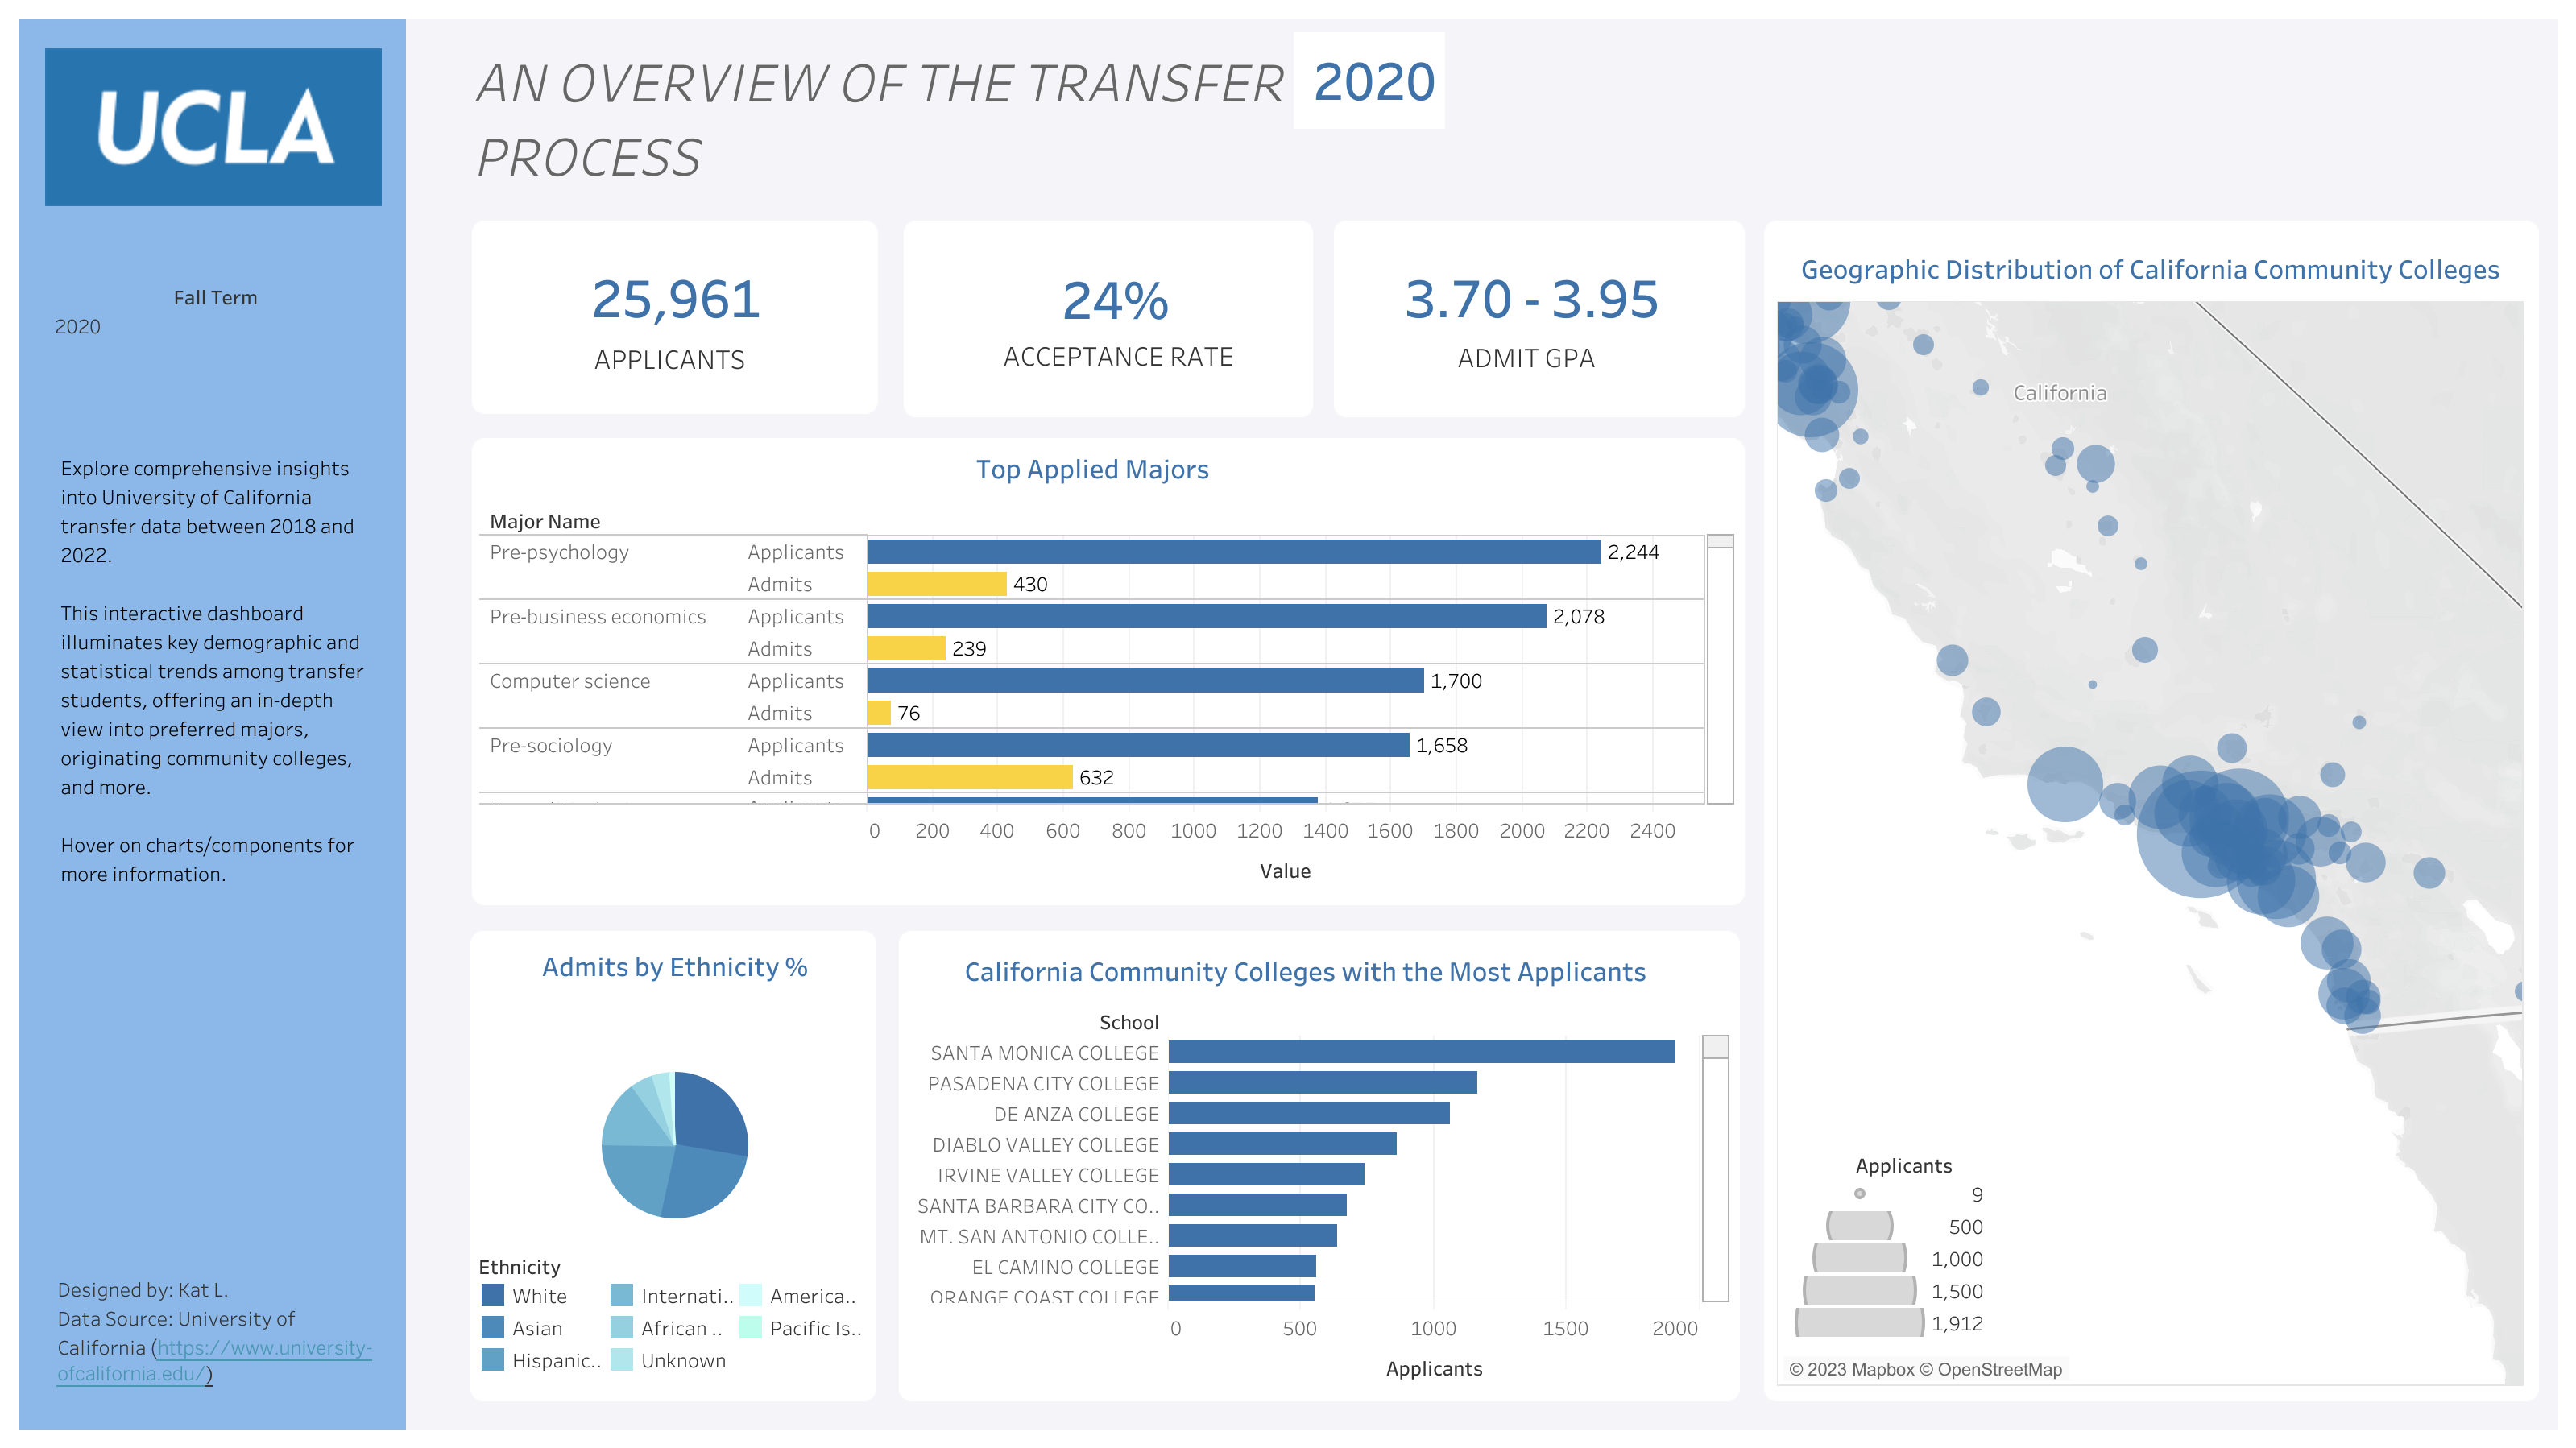 UCLA
Fall Term
2020
Explore comprehensive insights
into University of California
transfer data between 2018 and
2022.
This interactive dashboard
illuminates key demographic and
statistical trends among transfer
students, offering an in-depth
view into preferred majors,
originating community colleges,
and more.
Hover on charts/components for
more information.
Designed by: Kat L.
Data Source: University of
California (https://www.university-
ofcalifornia.edu/)
AN OVERVIEW OF THE TRANSFER 2020
PROCESS
25,961
APPLICANTS
24%
ACCEPTANCE RATE
3.70 - 3.95
ADMIT GPA
Top Applied Majors
Major Name
Pre-psychology Applicants 2,244
Admits 430
Pre-business economics Applicants 2,078
Admits 239
Computer science Applicants 1,700
Admits 76
Pre-sociology Applicants 1,658
Admits 632
0 200 400 600 800 1000 1200 1400 1600 1800 2000 2200 2400
Value
Admits by Ethnicity %
Ethnicity
White Internati.. America..
Asian African .. Pacific Is..
Hispanic.. Unknown
California Community Colleges with the Most Applicants
School
SANTA MONICA COLLEGE
PASADENA CITY COLLEGE
DE ANZA COLLEGE
DIABLO VALLEY COLLEGE
IRVINE VALLEY COLLEGE
SANTA BARBARA CITY CO..
MT. SAN ANTONIO COLLE..
EL CAMINO COLLEGE
ORANGE COAST COLLEGE
0 500 1000 1500 2000
Applicants
Geographic Distribution of California Community Colleges
California
Applicants
9
500
1,000
1,500
1,912
© 2023 Mapbox © OpenStreetMap